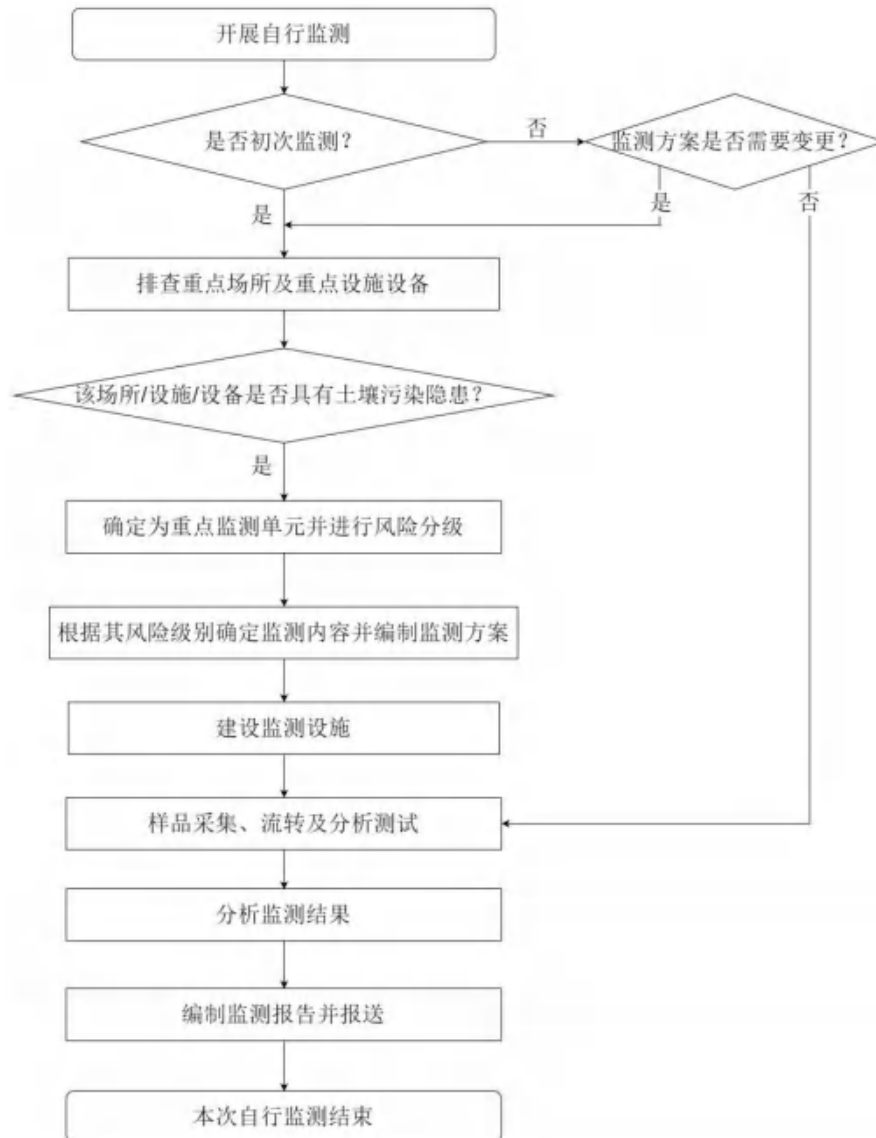 开展自行监测
是否初次监测？
否
监测方案是否需要变更？
是
是
否
排查重点场所及重点设施设备
该场所/设施/设备是否具有土壤污染隐患？
是
确定为重点监测单元并进行风险分级
根据其风险级别确定监测内容并编制监测方案
建设监测设施
样品采集、流转及分析测试
分析监测结果
编制监测报告并报送
本次自行监测结束